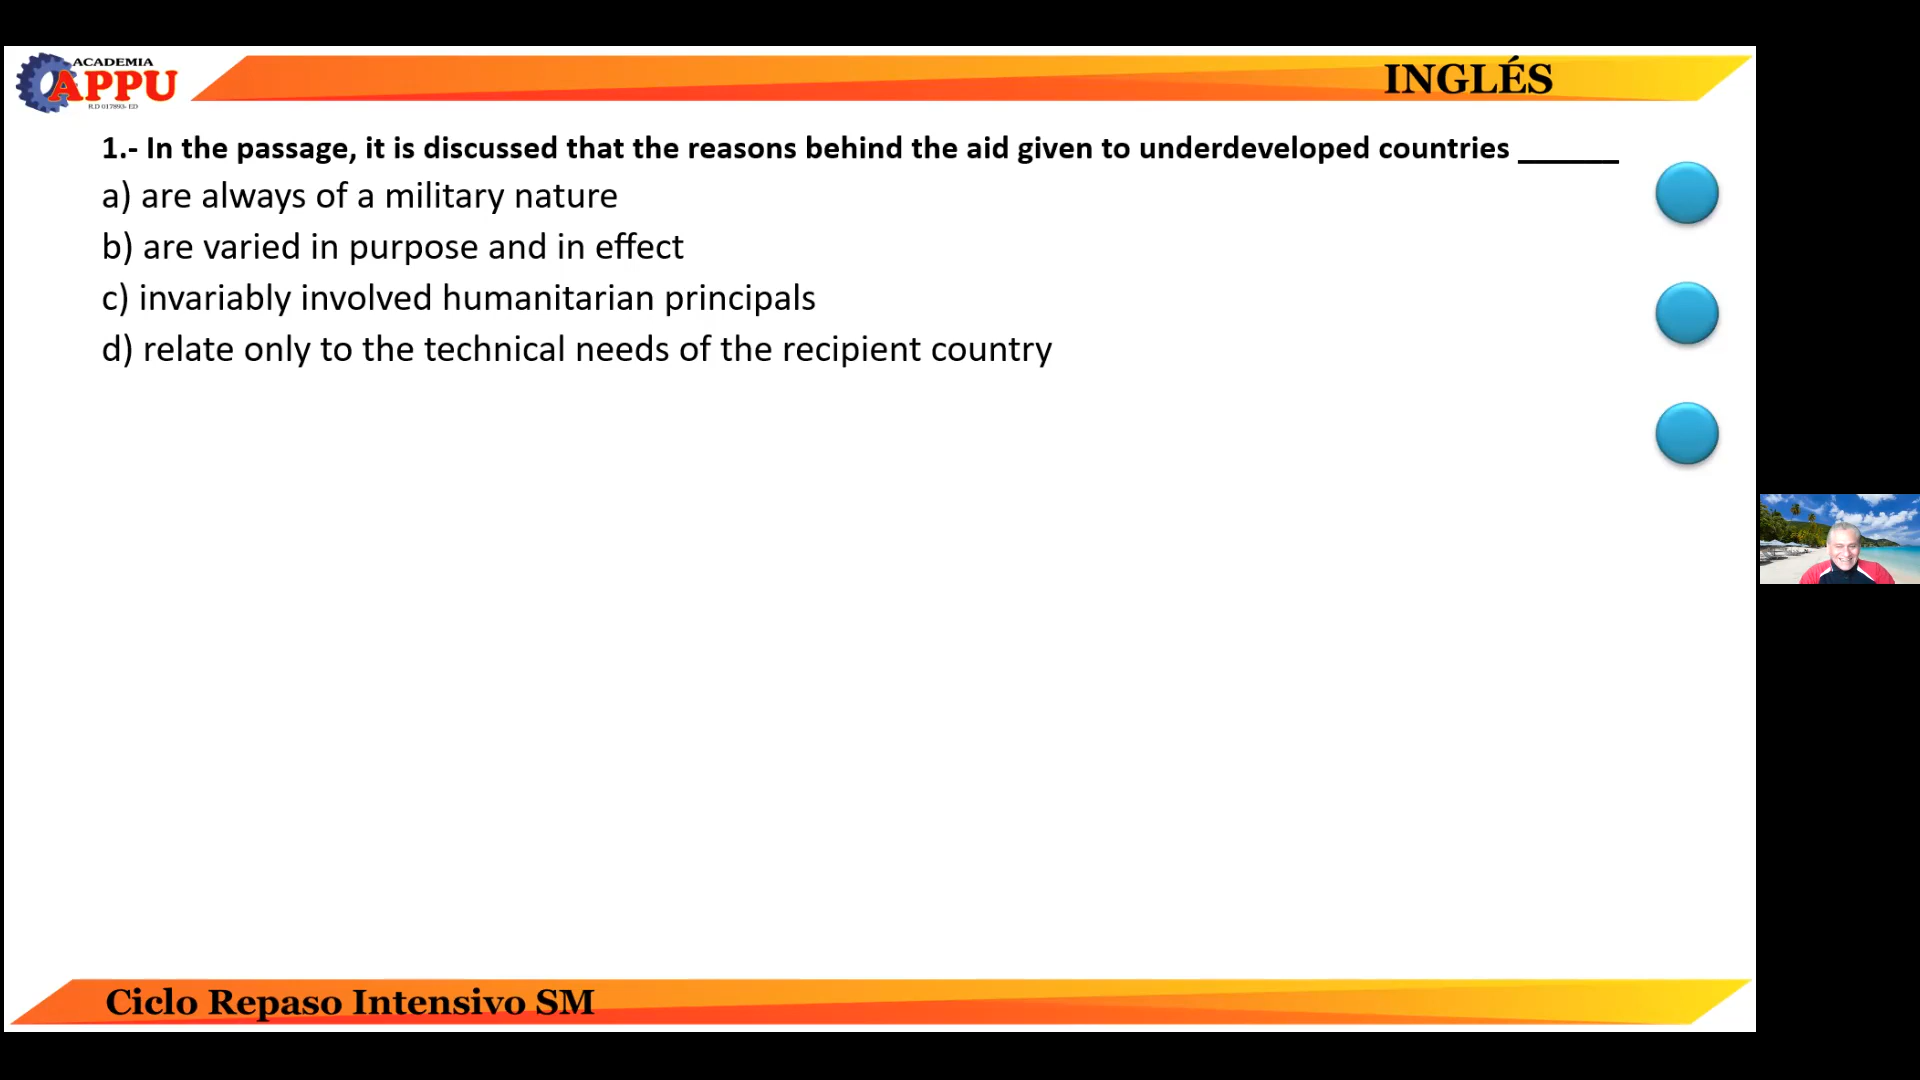 ACADEMIA
APPU
R.D 017893- ED
INGLÉS
1.- In the passage, it is discussed that the reasons behind the aid given to underdeveloped countries ______
a) are always of a military nature
b) are varied in purpose and in effect
c) invariably involved humanitarian principals
d) relate only to the technical needs of the recipient country
Ciclo Repaso Intensivo SM